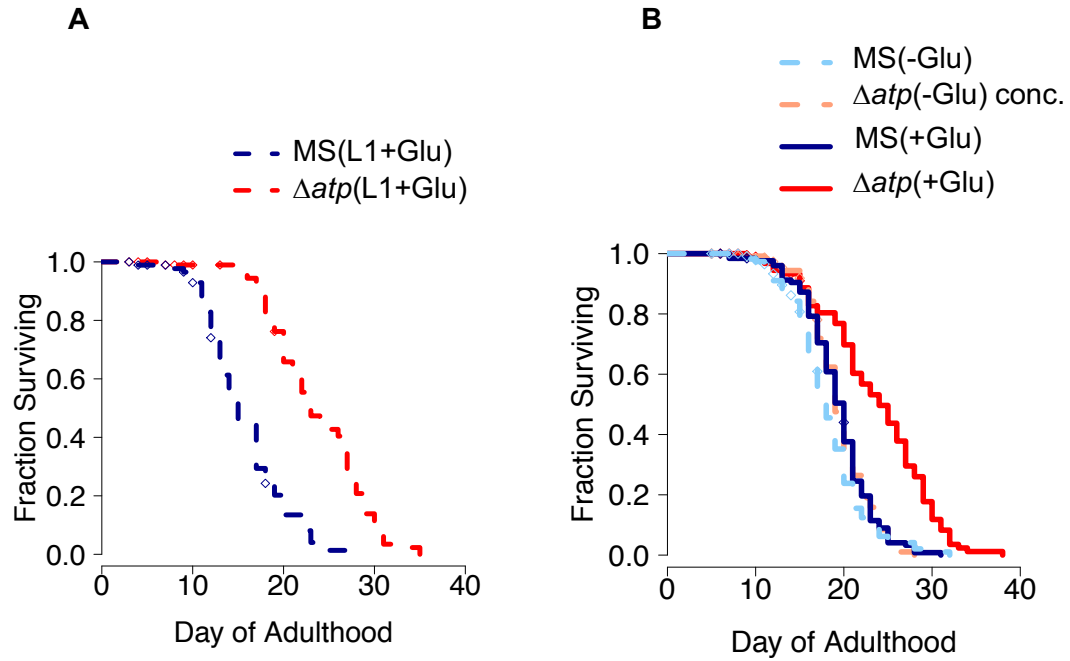 A
MS(L1+Glu)
Δatp(L1+Glu)
Fraction Surviving
1.0
0.8
0.6
0.4
0.2
0.0
0 10 20 30 40
Day of Adulthood
B
MS(-Glu)
Δatp(-Glu) conc.
MS(+Glu)
Δatp(+Glu)
Fraction Surviving
1.0
0.8
0.6
0.4
0.2
0.0
0 10 20 30 40
Day of Adulthood